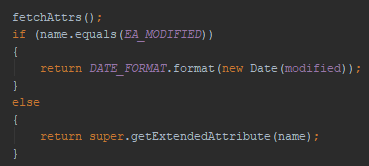 fetchAttrs();
if (name.equals(EA_MODIFIED))
{
    return DATE_FORMAT.format(new Date(modified));
}
else
{
    return super.getExtendedAttribute(name);
}